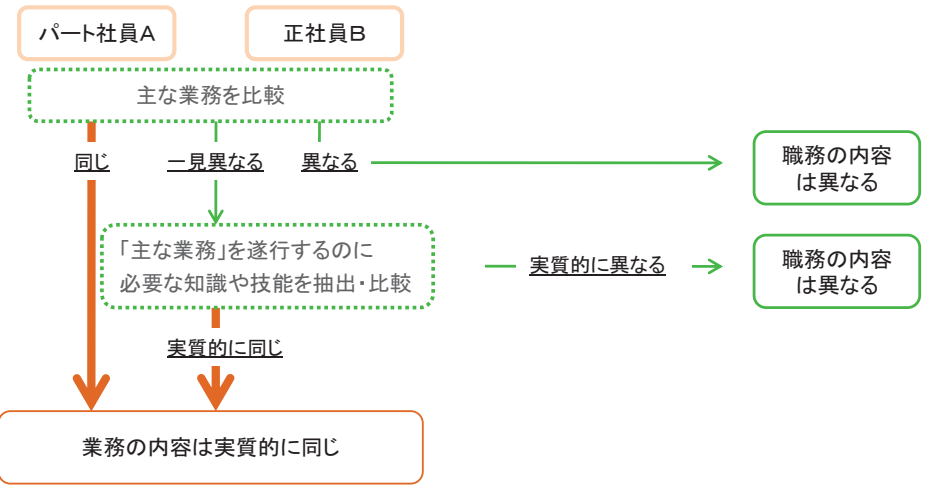 パート社員A
正社員B
主な業務を比較
同じ
一見異なる
異なる
職務の内容
は異なる
「主な業務」を遂行するのに
必要な知識や技能を抽出・比較
実質的に異なる
職務の内容
は異なる
実質的に同じ
業務の内容は実質的に同じ